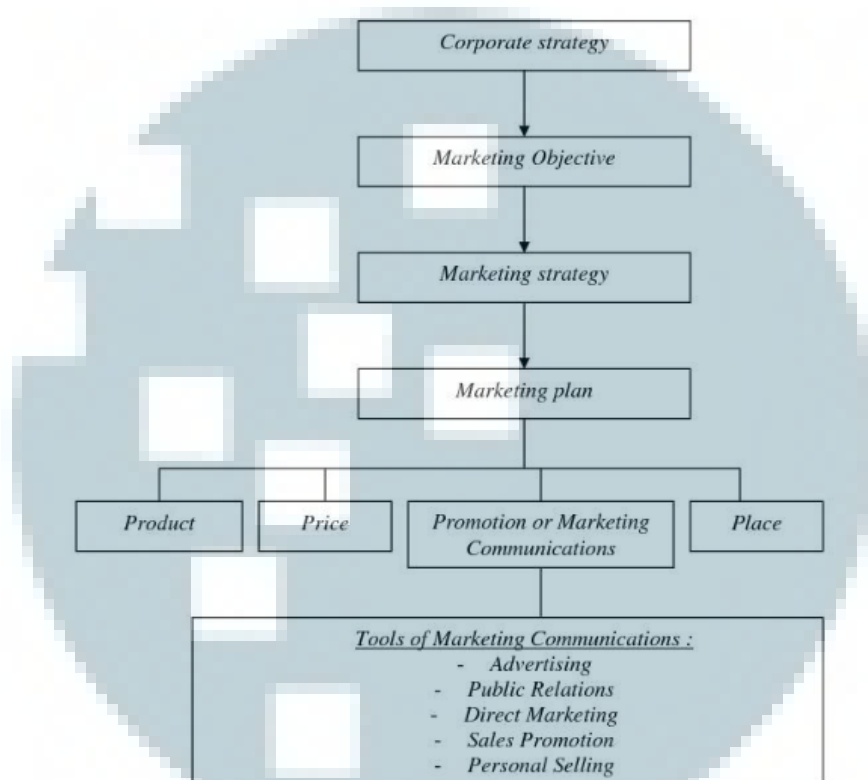 Corporate strategy
Marketing Objective
Marketing strategy
Marketing plan
Product
Price
Promotion or Marketing
Communications
Place
Tools of Marketing Communications :
- Advertising
- Public Relations
- Direct Marketing
- Sales Promotion
- Personal Selling